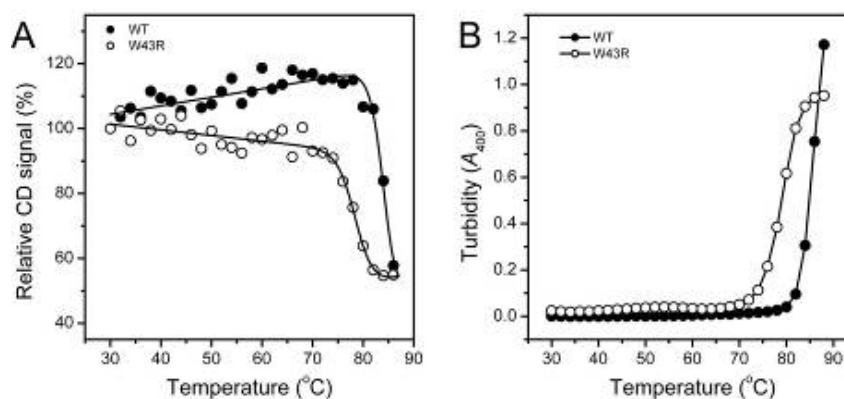 A
WT
W43R
Relative CD signal (%)
120
100
80
60
40
30 40 50 60 70 80 90
Temperature (°C)
B
WT
W43R
Turbidity (A400)
1.2
1.0
0.8
0.6
0.4
0.2
0.0
30 40 50 60 70 80 90
Temperature (°C)